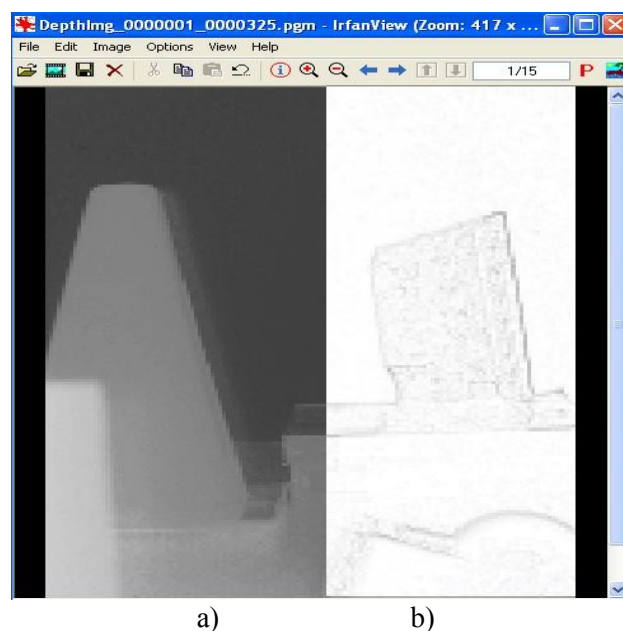 DepthImg_0000001_0000325.pgm - IrfanView (Zoom: 417 x ...
File Edit Image Options View Help
1/15 P
a) b)